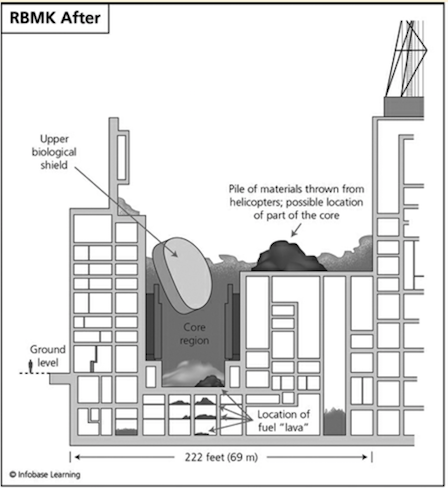 RBMK After
Upper
biological
shield
Pile of materials thrown from
helicopters; possible location
of part of the core
Core
region
Ground
level
Location of
fuel “lava”
222 feet (69 m)
© Infobase Learning